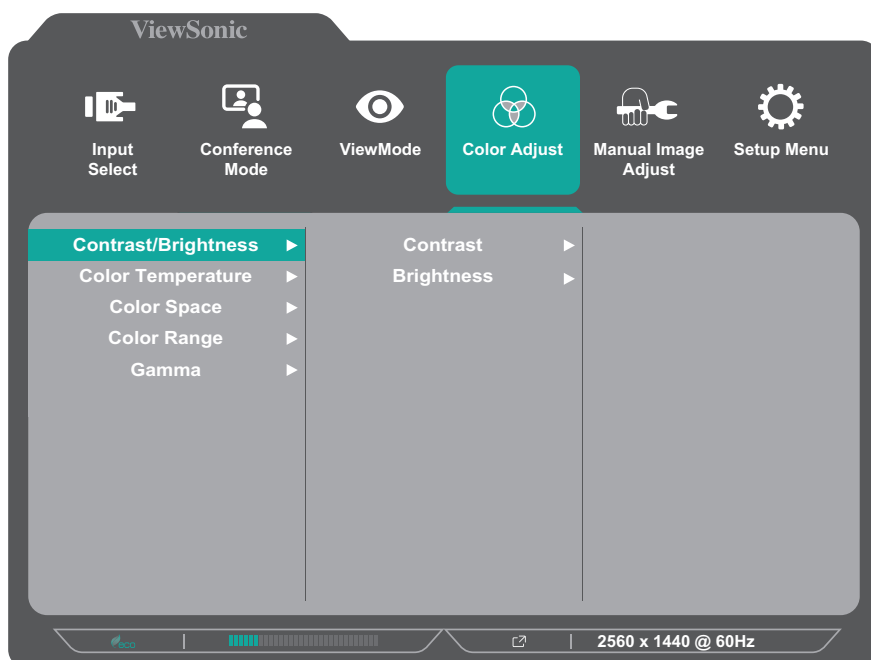 ViewSonic
Input
Select
Conference
Mode
ViewMode
Color Adjust
Manual Image
Adjust
Setup Menu
Contrast/Brightness
Color Temperature
Color Space
Color Range
Gamma
Contrast
Brightness
eco
2560 x 1440 @ 60Hz